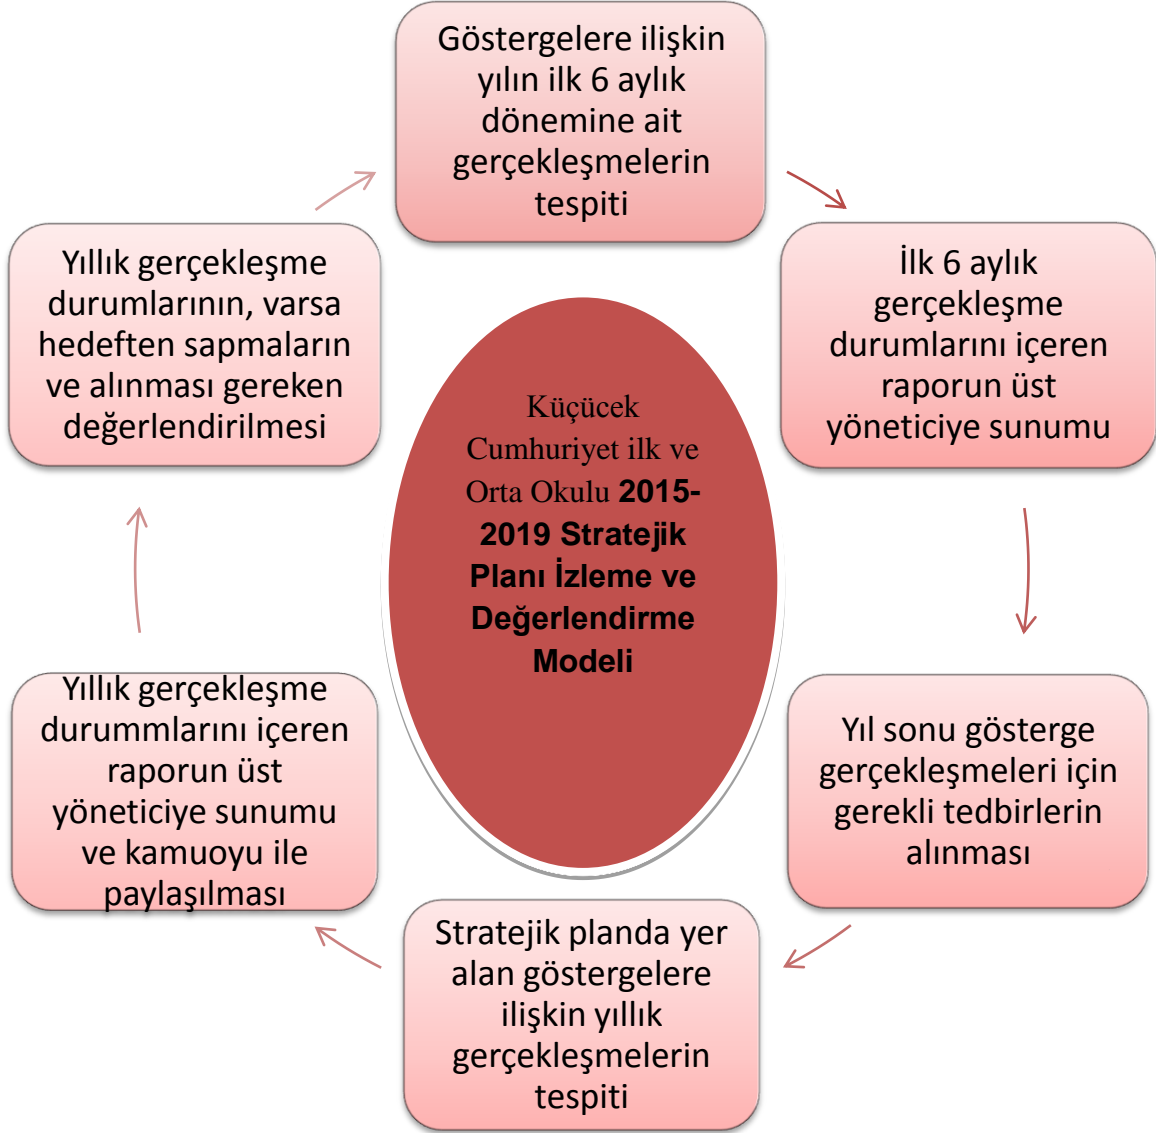 Göstergelere ilişkin
yılın ilk 6 aylık
dönemine ait
gerçekleşmelerin
tespiti
İlk 6 aylık
gerçekleşme
durumlarını içeren
raporun üst
yöneticiye sunumu
Yıl sonu gösterge
gerçekleşmeleri için
gerekli tedbirlerin
alınması
Stratejik planda yer
alan göstergelere
ilişkin yıllık
gerçekleşmelerin
tespiti
Yıllık gerçekleşme
durummlarını içeren
raporun üst
yöneticiye sunumu
ve kamuoyu ile
paylaşılması
Yıllık gerçekleşme
durumlarının, varsa
hedeften sapmaların
ve alınması gereken
değerlendirilmesi
Küçücek
Cumhuriyet ilk ve
Orta Okulu 2015-
2019 Stratejik
Planı İzleme ve
Değerlendirme
Modeli